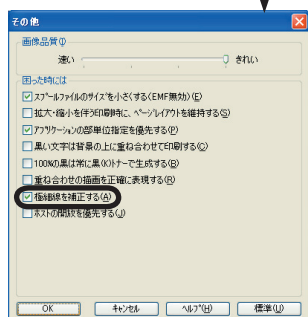 その他
画像品質(I)
速い
きれい
困った時には
スプールファイルのサイズを小さくする(EMF無効)(E)
拡大・縮小を伴う印刷時に、ページレイアウトを維持する(S)
アプリケーションの部単位指定を優先する(P)
黒い文字は背景の上に重ね合わせて印刷する(C)
100%の黒は常に黒(K)トナーで生成する(B)
重ね合わせの描画を正確に表現する(R)
極細線を補正する(A)
ホストの開放を優先する(J)
OK
キャンセル
ヘルプ(H)
標準(U)